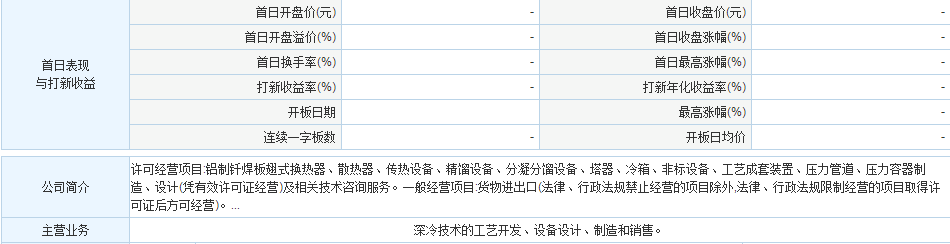 首日开盘价(元) - 首日收盘价(元) -
首日开盘溢价(%) - 首日收盘涨幅(%) -
首日表现
与打新收益
首日换手率(%) - 首日最高涨幅(%) -
打新收益率(%) - 打新年化收益率(%) -
开板日期 最高涨幅(%) -
连续一字板数 - 开板日均价 -
公司简介
许可经营项目:铝制钎焊板翅式换热器、散热器、传热设备、精馏设备、分凝分馏设备、塔器、冷箱、非标设备、工艺成套装置、压力管道、压力容器制
造、设计(凭有效许可证经营)及相关技术咨询服务。一般经营项目:货物进出口(法律、行政法规禁止经营的项目除外,法律、行政法规限制经营的项目取得许
可证后方可经营)。...
主营业务 深冷技术的工艺开发、设备设计、制造和销售。